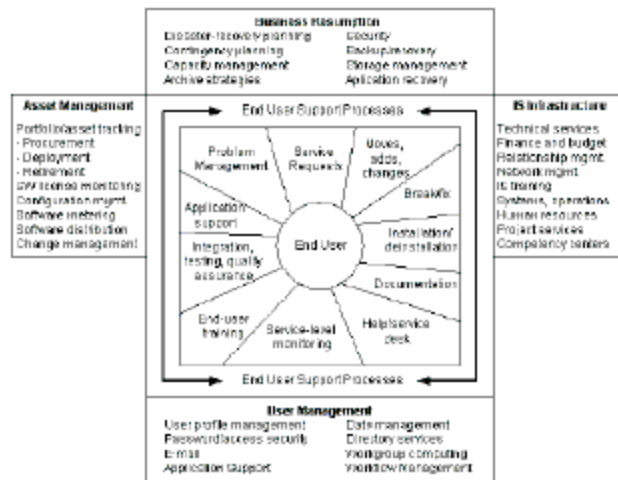 Business Resumption
Disaster-recovery planning
Contingency planning
Capacity management
Archive strategies
Security
Backup/recovery
Storage management
Aplication recovery
Asset Management
Portfolio/asset tracking
- Procurement
- Deployment
- Retirement
SW license monitoring
Configuration mgmt.
Software metering
Software distribution
Change management
End User Support Processes
Problem
Management
Service
Requests
Moves,
adds,
changes
Break/fix
Installation/
deinstallation
Documentation
Help/service
desk
Service-level
monitoring
End-user
training
Integration,
testing, quality
assurance
Application
support
End User
End User Support Processes
IS Infrastructure
Technical services
Finance and budget
Relationship mgmt.
Network mgmt
IS training
Systems, operations
Human resources
Project services
Competency centers
User Management
User profile management
Password/access security
E-mail
Application Support
Data management
Directory services
Workgroup computing
Workflow Management